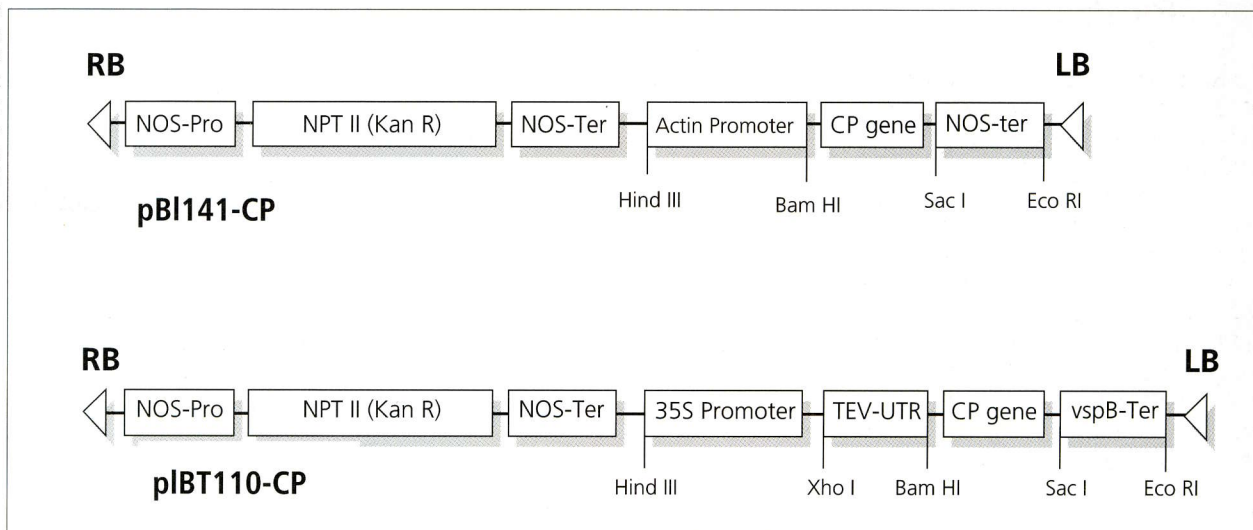 RB
LB
NOS-Pro NPT II (Kan R) NOS-Ter Actin Promoter CP gene NOS-ter
Hind III Bam HI Sac I Eco RI
pBI141-CP
RB
LB
NOS-Pro NPT II (Kan R) NOS-Ter 35S Promoter TEV-UTR CP gene vspB-Ter
Hind III Xho I Bam HI Sac I Eco RI
pIBT110-CP